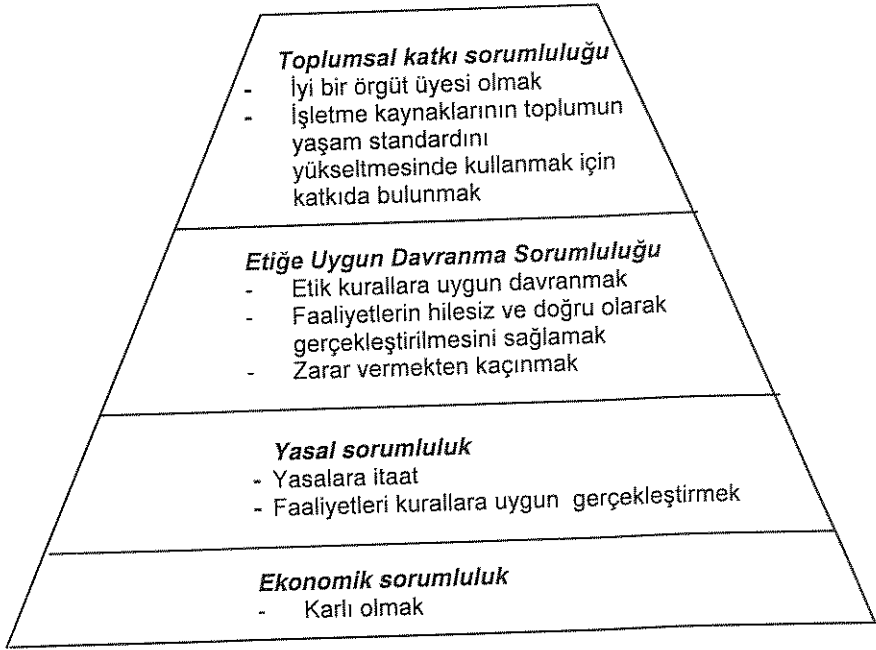 Toplumsal katkı sorumluluğu
- İyi bir örgüt üyesi olmak
- İşletme kaynaklarının toplumun
yaşam standardını
yükseltmesinde kullanmak için
katkıda bulunmak
Etiğe Uygun Davranma Sorumluluğu
- Etik kurallara uygun davranmak
- Faaliyetlerin hilesiz ve doğru olarak
gerçekleştirilmesini sağlamak
- Zarar vermekten kaçınmak
Yasal sorumluluk
- Yasalara itaat
- Faaliyetleri kurallara uygun gerçekleştirmek
Ekonomik sorumluluk
- Karlı olmak